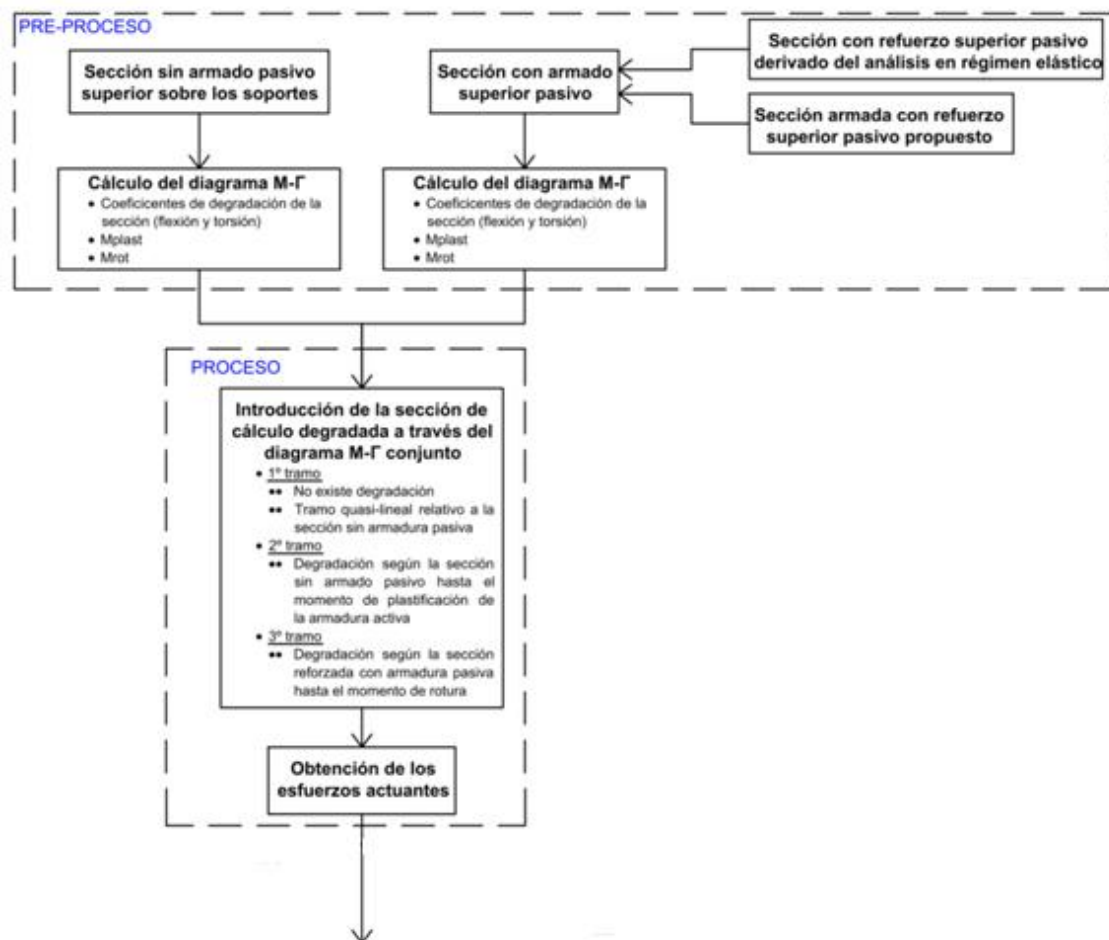 PRE-PROCESO
Sección sin armado pasivo
superior sobre los soportes
Sección con armado
superior pasivo
Sección con refuerzo superior pasivo
derivado del análisis en régimen elástico
Sección armada con refuerzo
superior pasivo propuesto
Cálculo del diagrama M-Γ
• Coeficicentes de degradación de la
sección (flexión y torsión)
• Mplast
• Mrot
Cálculo del diagrama M-Γ
• Coeficicentes de degradación de la
sección (flexión y torsión)
• Mplast
• Mrot
PROCESO
Introducción de la sección de
cálculo degradada a través del
diagrama M-Γ conjunto
• 1º tramo
•• No existe degradación
•• Tramo quasi-lineal relativo a la
sección sin armadura pasiva
• 2º tramo
•• Degradación según la sección
sin armado pasivo hasta el
momento de plastificación de
la armadura activa
• 3º tramo
•• Degradación según la sección
reforzada con armadura pasiva
hasta el momento de rotura
Obtención de los
esfuerzos actuantes